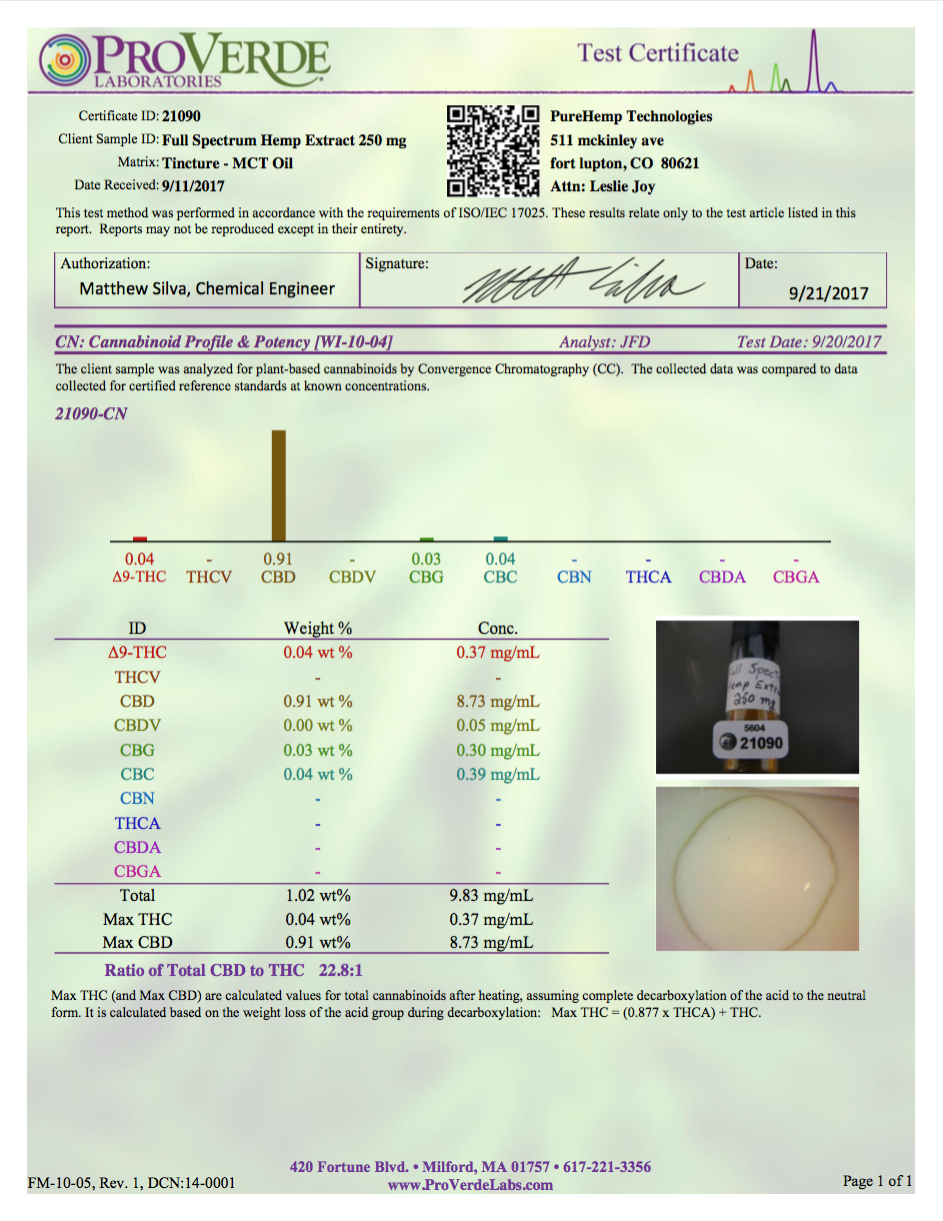 PROVERDE
LABORATORIES
Test Certificate
Certificate ID: 21090
Client Sample ID: Full Spectrum Hemp Extract 250 mg
Matrix: Tincture - MCT Oil
Date Received: 9/11/2017
PureHemp Technologies
511 mckinley ave
fort lupton, CO 80621
Attn: Leslie Joy
This test method was performed in accordance with the requirements of ISO/IEC 17025. These results relate only to the test article listed in this
report. Reports may not be reproduced except in their entirety.
Authorization:
Matthew Silva, Chemical Engineer
Signature:
Matt Silva
Date:
9/21/2017
CN: Cannabinoid Profile & Potency [WI-10-04] Analyst: JFD Test Date: 9/20/2017
The client sample was analyzed for plant-based cannabinoids by Convergence Chromatography (CC). The collected data was compared to data
collected for certified reference standards at known concentrations.
21090-CN
0.04 - 0.91 - 0.03 0.04 - - - -
Δ9-THC THCV CBD CBDV CBG CBC CBN THCA CBDA CBGA
ID Weight % Conc.
Δ9-THC 0.04 wt % 0.37 mg/mL
THCV - -
CBD 0.91 wt % 8.73 mg/mL
CBDV 0.00 wt % 0.05 mg/mL
CBG 0.03 wt % 0.30 mg/mL
CBC 0.04 wt % 0.39 mg/mL
CBN - -
THCA - -
CBDA - -
CBGA - -
Total 1.02 wt% 9.83 mg/mL
Max THC 0.04 wt% 0.37 mg/mL
Max CBD 0.91 wt% 8.73 mg/mL
Ratio of Total CBD to THC 22.8:1
250 mg
5604
21090
Max THC (and Max CBD) are calculated values for total cannabinoids after heating, assuming complete decarboxylation of the acid to the neutral
form. It is calculated based on the weight loss of the acid group during decarboxylation: Max THC = (0.877 x THCA) + THC.
420 Fortune Blvd. • Milford, MA 01757 • 617-221-3356
www.ProVerdeLabs.com
FM-10-05, Rev. 1, DCN:14-0001
Page 1 of 1